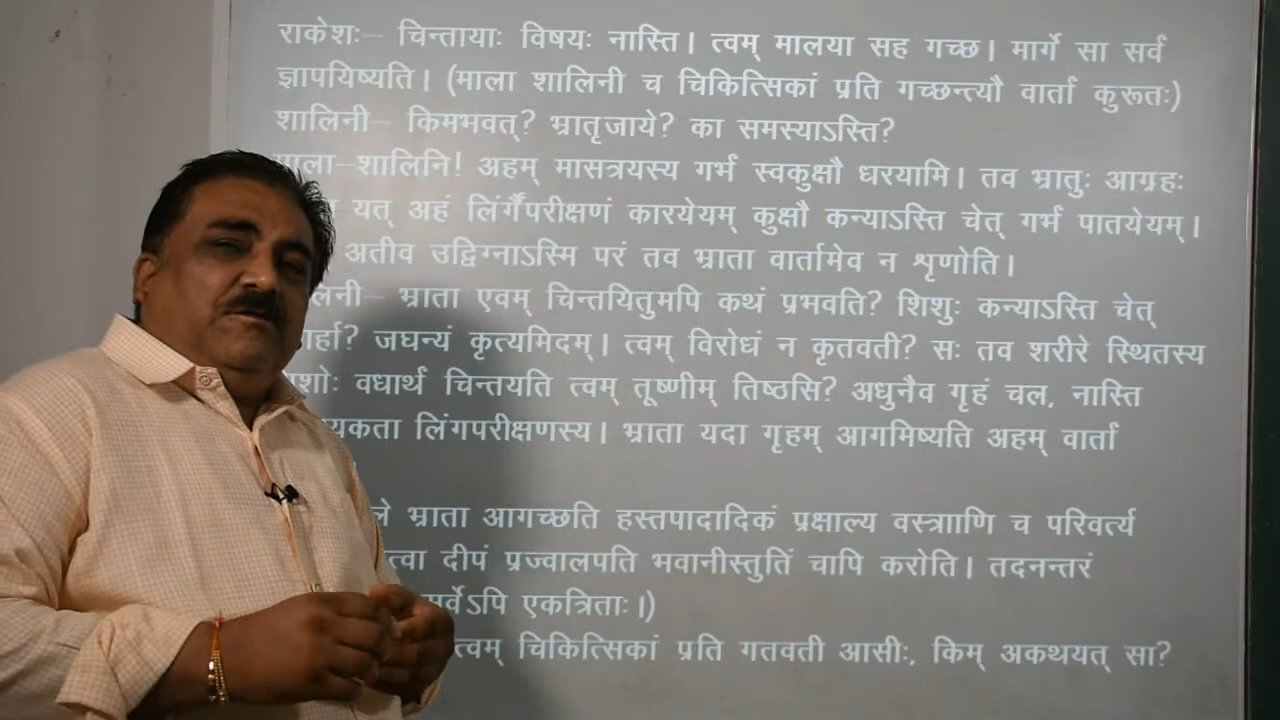 राकेशः– चिन्तायाः विषयः नास्ति। त्वम् मालया सह गच्छ। मार्गे सा सर्वं
ज्ञापयिष्यति। (माला शालिनी च चिकित्सिकां प्रति गच्छन्त्यौ वार्तां कुरूतः)
शालिनी– किमभवत्? भ्रातृजाये? का समस्याऽस्ति?
माला–शालिनि! अहम् मासत्रयस्य गर्भं स्वकुक्षौ धरयामि। तव भ्रातुः आग्रहः
यत् अहं लिंगपरीक्षणं कारयेयम् कुक्षौ कन्याऽस्ति चेत् गर्भं पातयेयम्।
अतीव उद्विग्नाऽस्मि परं तव भ्राता वार्तामेव न श‍ृणोति।
भ्राता एवम् चिन्तयितुमपि कथं प्रभवति? शिशुः कन्याऽस्ति चेत्
जघन्यं कृत्यमिदम्। त्वम् विरोधं न कृतवती? सः तव शरीरे स्थितस्य
वधार्थं चिन्तयति त्वम् तूष्णीम् तिष्ठसि? अधुनैव गृहं चल, नास्ति
लिंगपरीक्षणस्य। भ्राता यदा गृहम् आगमिष्यति अहम् वार्तां
भ्राता आगच्छति हस्तपादादिकं प्रक्षाल्य वस्त्रााणि च परिवर्त्य
दीपं प्रज्वालपति भवानीस्तुतिं चापि करोति। तदनन्तरं
एकत्रिताः।)
त्वम् चिकित्सिकां प्रति गतवती आसीः, किम् अकथयत् सा?